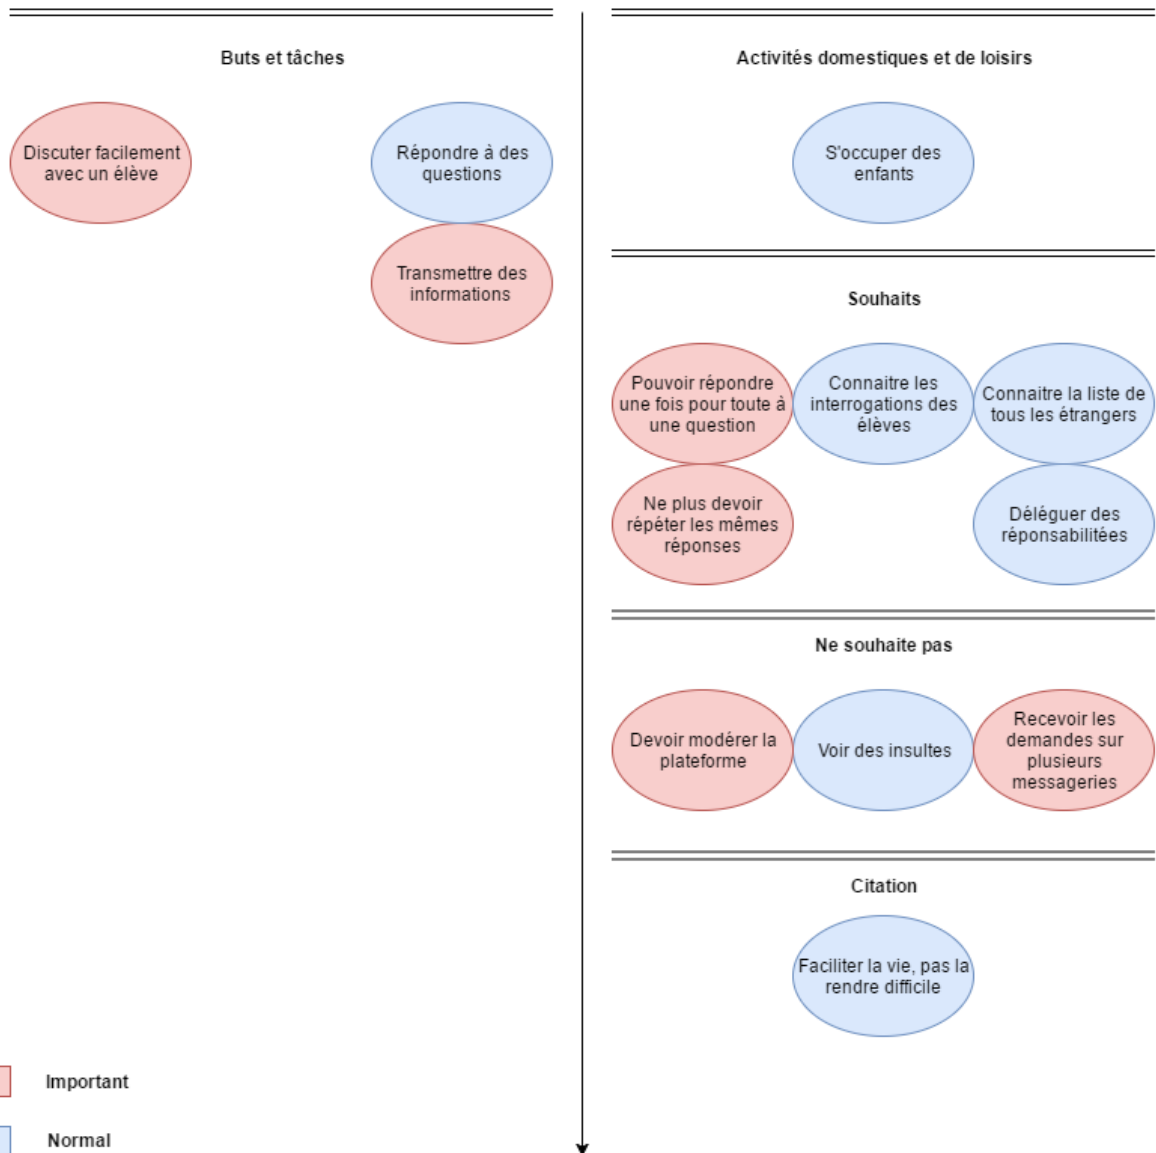 Buts et tâches
Discuter facilement
avec un élève
Répondre à des
questions
Transmettre des
informations
Activités domestiques et de loisirs
S'occuper des
enfants
Souhaits
Pouvoir répondre
une fois pour toute à
une question
Connaitre les
interrogations des
élèves
Connaitre la liste de
tous les étrangers
Ne plus devoir
répéter les mêmes
réponses
Déléguer des
réponsabilitées
Ne souhaite pas
Devoir modérer la
plateforme
Voir des insultes
Recevoir les
demandes sur
plusieurs
messageries
Citation
Faciliter la vie, pas la
rendre difficile
Important
Normal